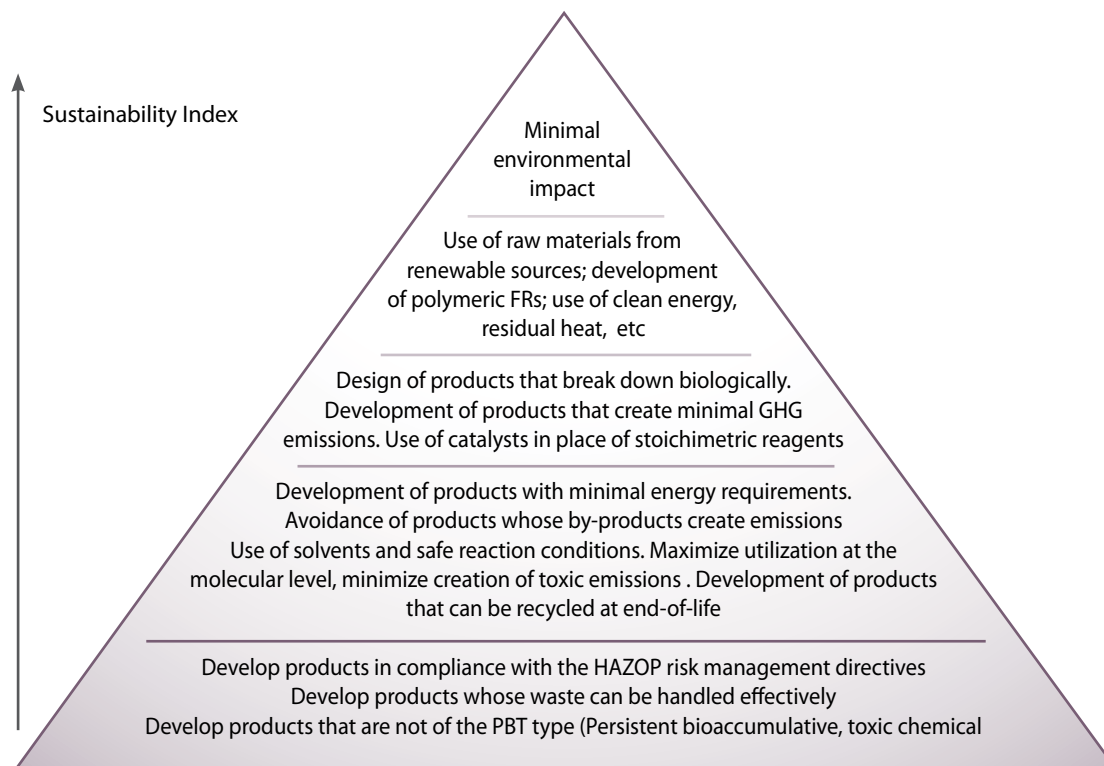 Sustainability Index
Minimal
environmental
impact
Use of raw materials from
renewable sources; development
of polymeric FRs; use of clean energy,
residual heat, etc
Design of products that break down biologically.
Development of products that create minimal GHG
emissions. Use of catalysts in place of stoichimetric reagents
Development of products with minimal energy requirements.
Avoidance of products whose by-products create emissions
Use of solvents and safe reaction conditions. Maximize utilization at the
molecular level, minimize creation of toxic emissions . Development of products
that can be recycled at end-of-life
Develop products in compliance with the HAZOP risk management directives
Develop products whose waste can be handled effectively
Develop products that are not of the PBT type (Persistent bioaccumulative, toxic chemical